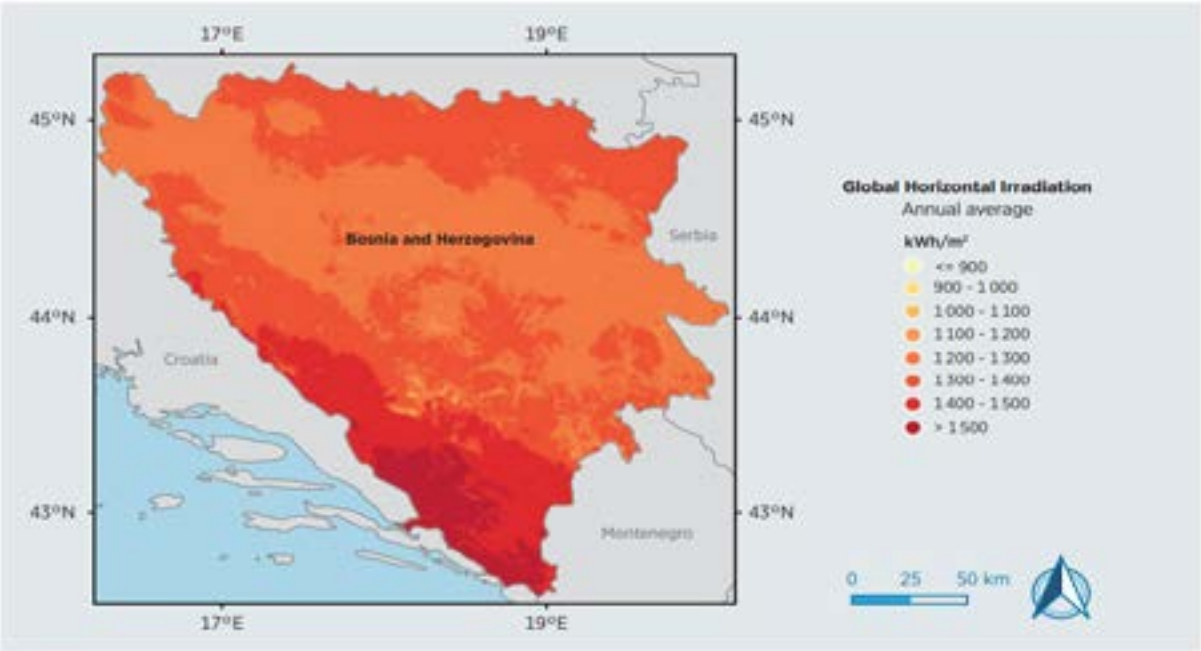 17°E 19°E
45°N 45°N
Bosnia and Herzegovina
Serbia
44°N 44°N
Croatia
43°N 43°N
Montenegro
17°E 19°E
Global Horizontal Irradiation
Annual average
kWh/m²
<= 900
900 - 1 000
1 000 - 1 100
1 100 - 1 200
1 200 - 1 300
1 300 - 1 400
1 400 - 1 500
> 1 500
0 25 50 km